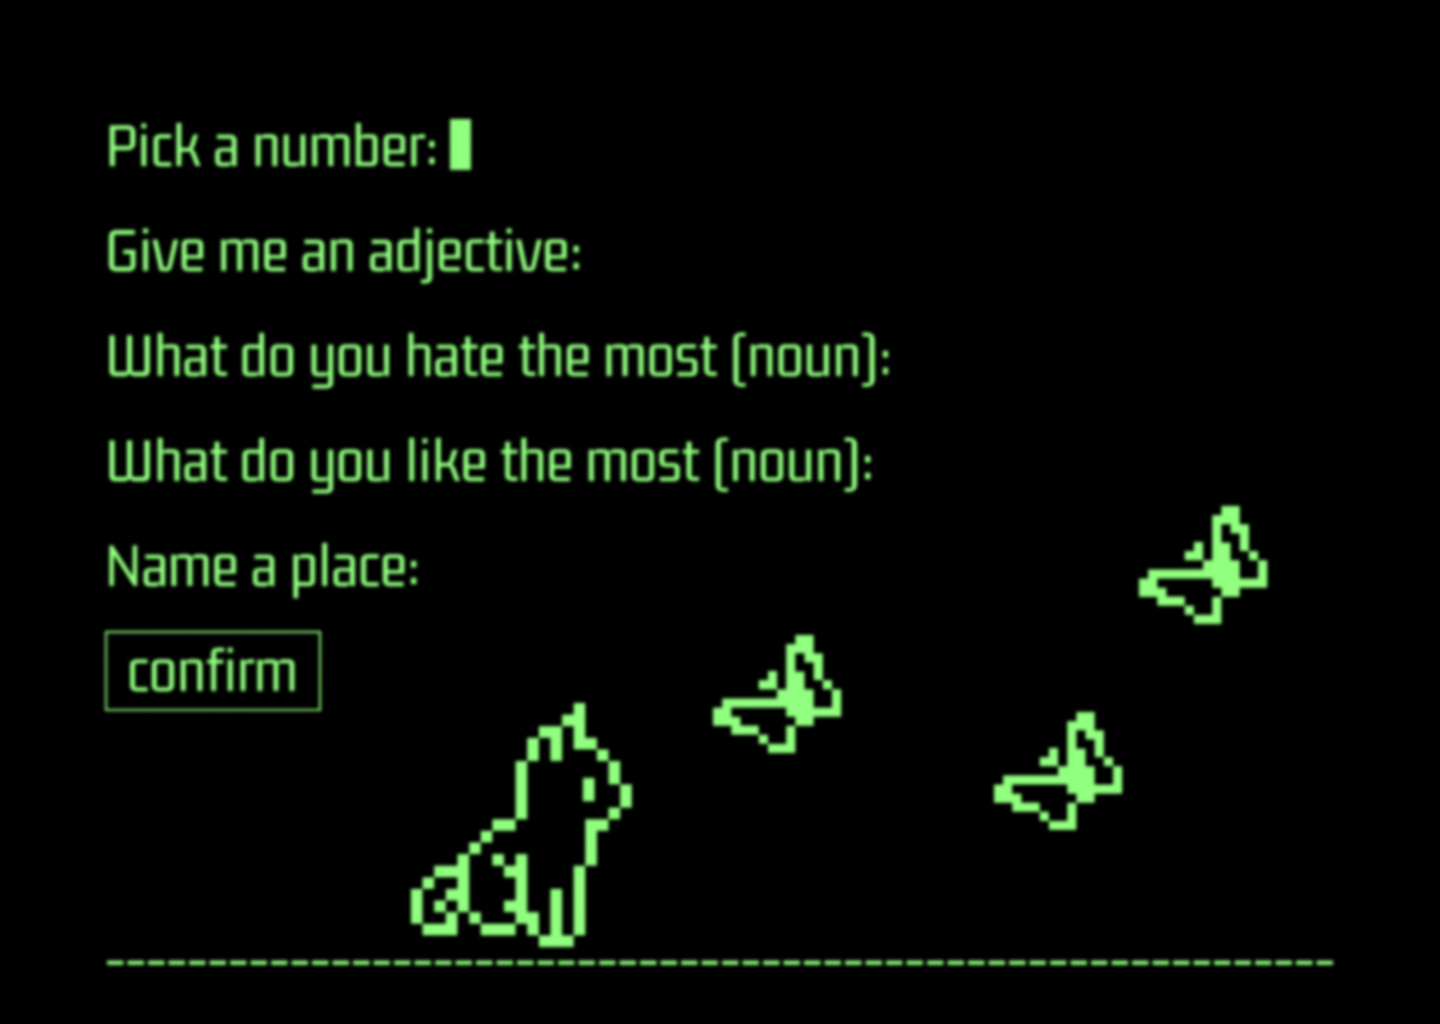 Pick a number:
Give me an adjective:
What do you hate the most (noun):
What do you like the most (noun):
Name a place:
confirm